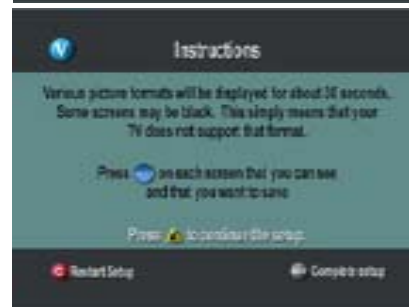 V Instructions
Various picture formats will be displayed for about 30 seconds.
Some screens may be black. This simply means that your
TV does not support that format.
Press on each screen that you can see
and that you want to save
Press A to continue the setup.
C Restart Setup Complete setup